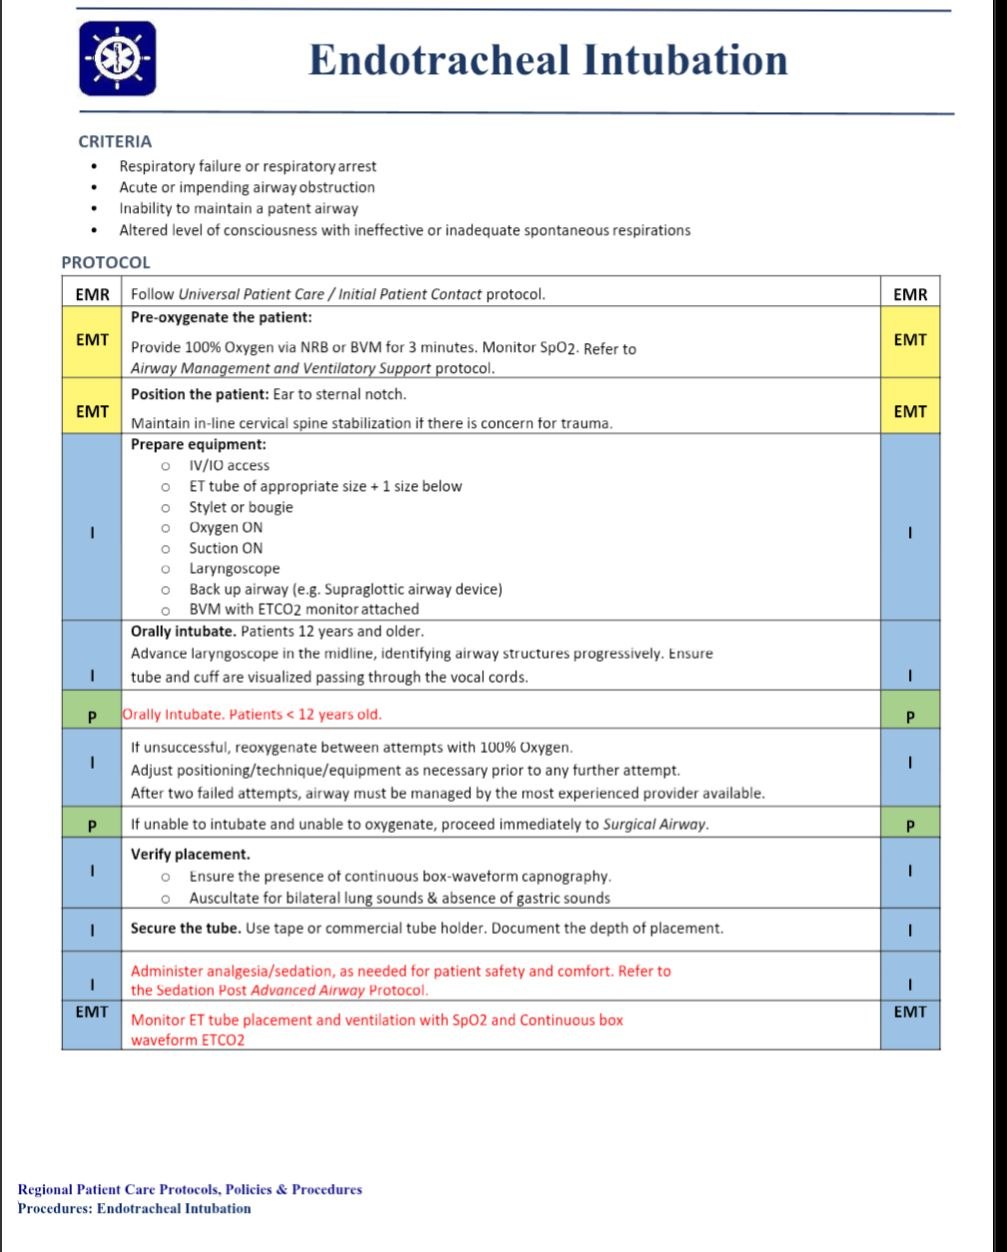 Endotracheal Intubation
CRITERIA
• Respiratory failure or respiratory arrest
• Acute or impending airway obstruction
• Inability to maintain a patent airway
• Altered level of consciousness with ineffective or inadequate spontaneous respirations
PROTOCOL
EMR Follow Universal Patient Care / Initial Patient Contact protocol. EMR
Pre-oxygenate the patient:
EMT EMT
Provide 100% Oxygen via NRB or BVM for 3 minutes. Monitor SpO2. Refer to
Airway Management and Ventilatory Support protocol.
Position the patient: Ear to sternal notch.
EMT EMT
Maintain in-line cervical spine stabilization if there is concern for trauma.
Prepare equipment:
o IV/IO access
o ET tube of appropriate size + 1 size below
o Stylet or bougie
I o Oxygen ON I
o Suction ON
o Laryngoscope
o Back up airway (e.g. Supraglottic airway device)
o BVM with ETCO2 monitor attached
Orally intubate. Patients 12 years and older.
Advance laryngoscope in the midline, identifying airway structures progressively. Ensure
I tube and cuff are visualized passing through the vocal cords. I
P Orally Intubate. Patients < 12 years old. P
If unsuccessful, reoxygenate between attempts with 100% Oxygen.
I Adjust positioning/technique/equipment as necessary prior to any further attempt. I
After two failed attempts, airway must be managed by the most experienced provider available.
P If unable to intubate and unable to oxygenate, proceed immediately to Surgical Airway. P
Verify placement.
I o Ensure the presence of continuous box-waveform capnography. I
o Auscultate for bilateral lung sounds & absence of gastric sounds
I Secure the tube. Use tape or commercial tube holder. Document the depth of placement. I
Administer analgesia/sedation, as needed for patient safety and comfort. Refer to
I the Sedation Post Advanced Airway Protocol. I
EMT Monitor ET tube placement and ventilation with SpO2 and Continuous box EMT
waveform ETCO2
Regional Patient Care Protocols, Policies & Procedures
Procedures: Endotracheal Intubation